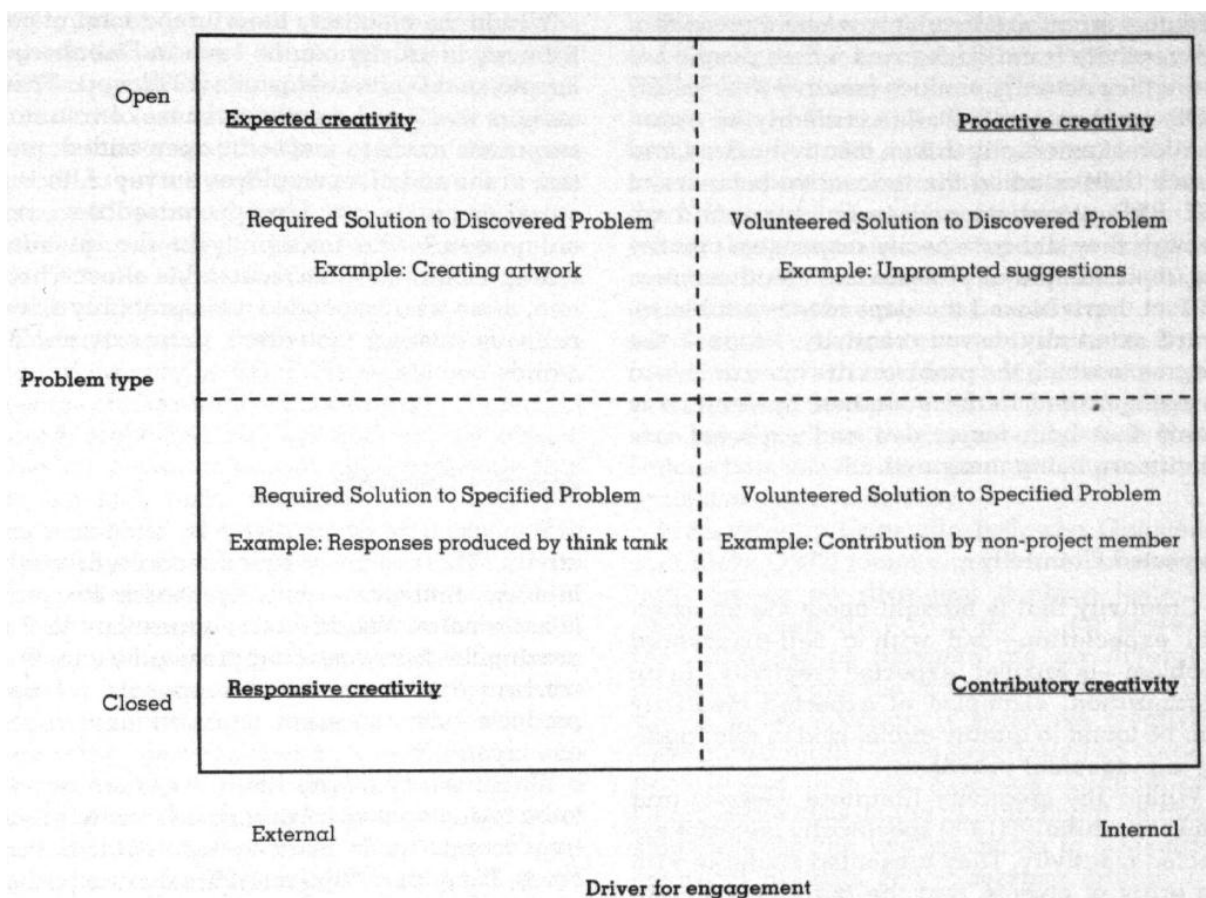 Open
Expected creativity
Proactive creativity
Required Solution to Discovered Problem
Volunteered Solution to Discovered Problem
Example: Creating artwork
Example: Unprompted suggestions
Problem type
Required Solution to Specified Problem
Volunteered Solution to Specified Problem
Example: Responses produced by think tank
Example: Contribution by non-project member
Responsive creativity
Contributory creativity
Closed
External
Internal
Driver for engagement